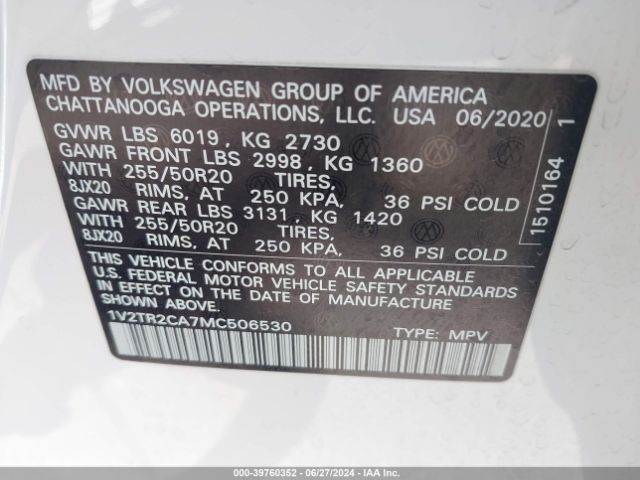 MFD BY VOLKSWAGEN GROUP OF AMERICA
CHATTANOOGA OPERATIONS, LLC. USA 06/2020
GVWR LBS 6019, KG 2730
GAWR FRONT LBS 2998, KG 1360
WITH 255/50R20 TIRES,
8JX20 RIMS, AT 250 KPA, 36 PSI COLD
GAWR REAR LBS 3131, KG 1420
WITH 255/50R20 TIRES,
8JX20 RIMS, AT 250 KPA, 36 PSI COLD
THIS VEHICLE CONFORMS TO ALL APPLICABLE
U.S. FEDERAL MOTOR VEHICLE SAFETY STANDARDS
IN EFFECT ON THE DATE OF MANUFACTURE
SHOWN ABOVE.
1V2TR2CA7MC506530 TYPE: MPV
1510164 1
000-39760352 | 06/27/2024 | IAA Inc.